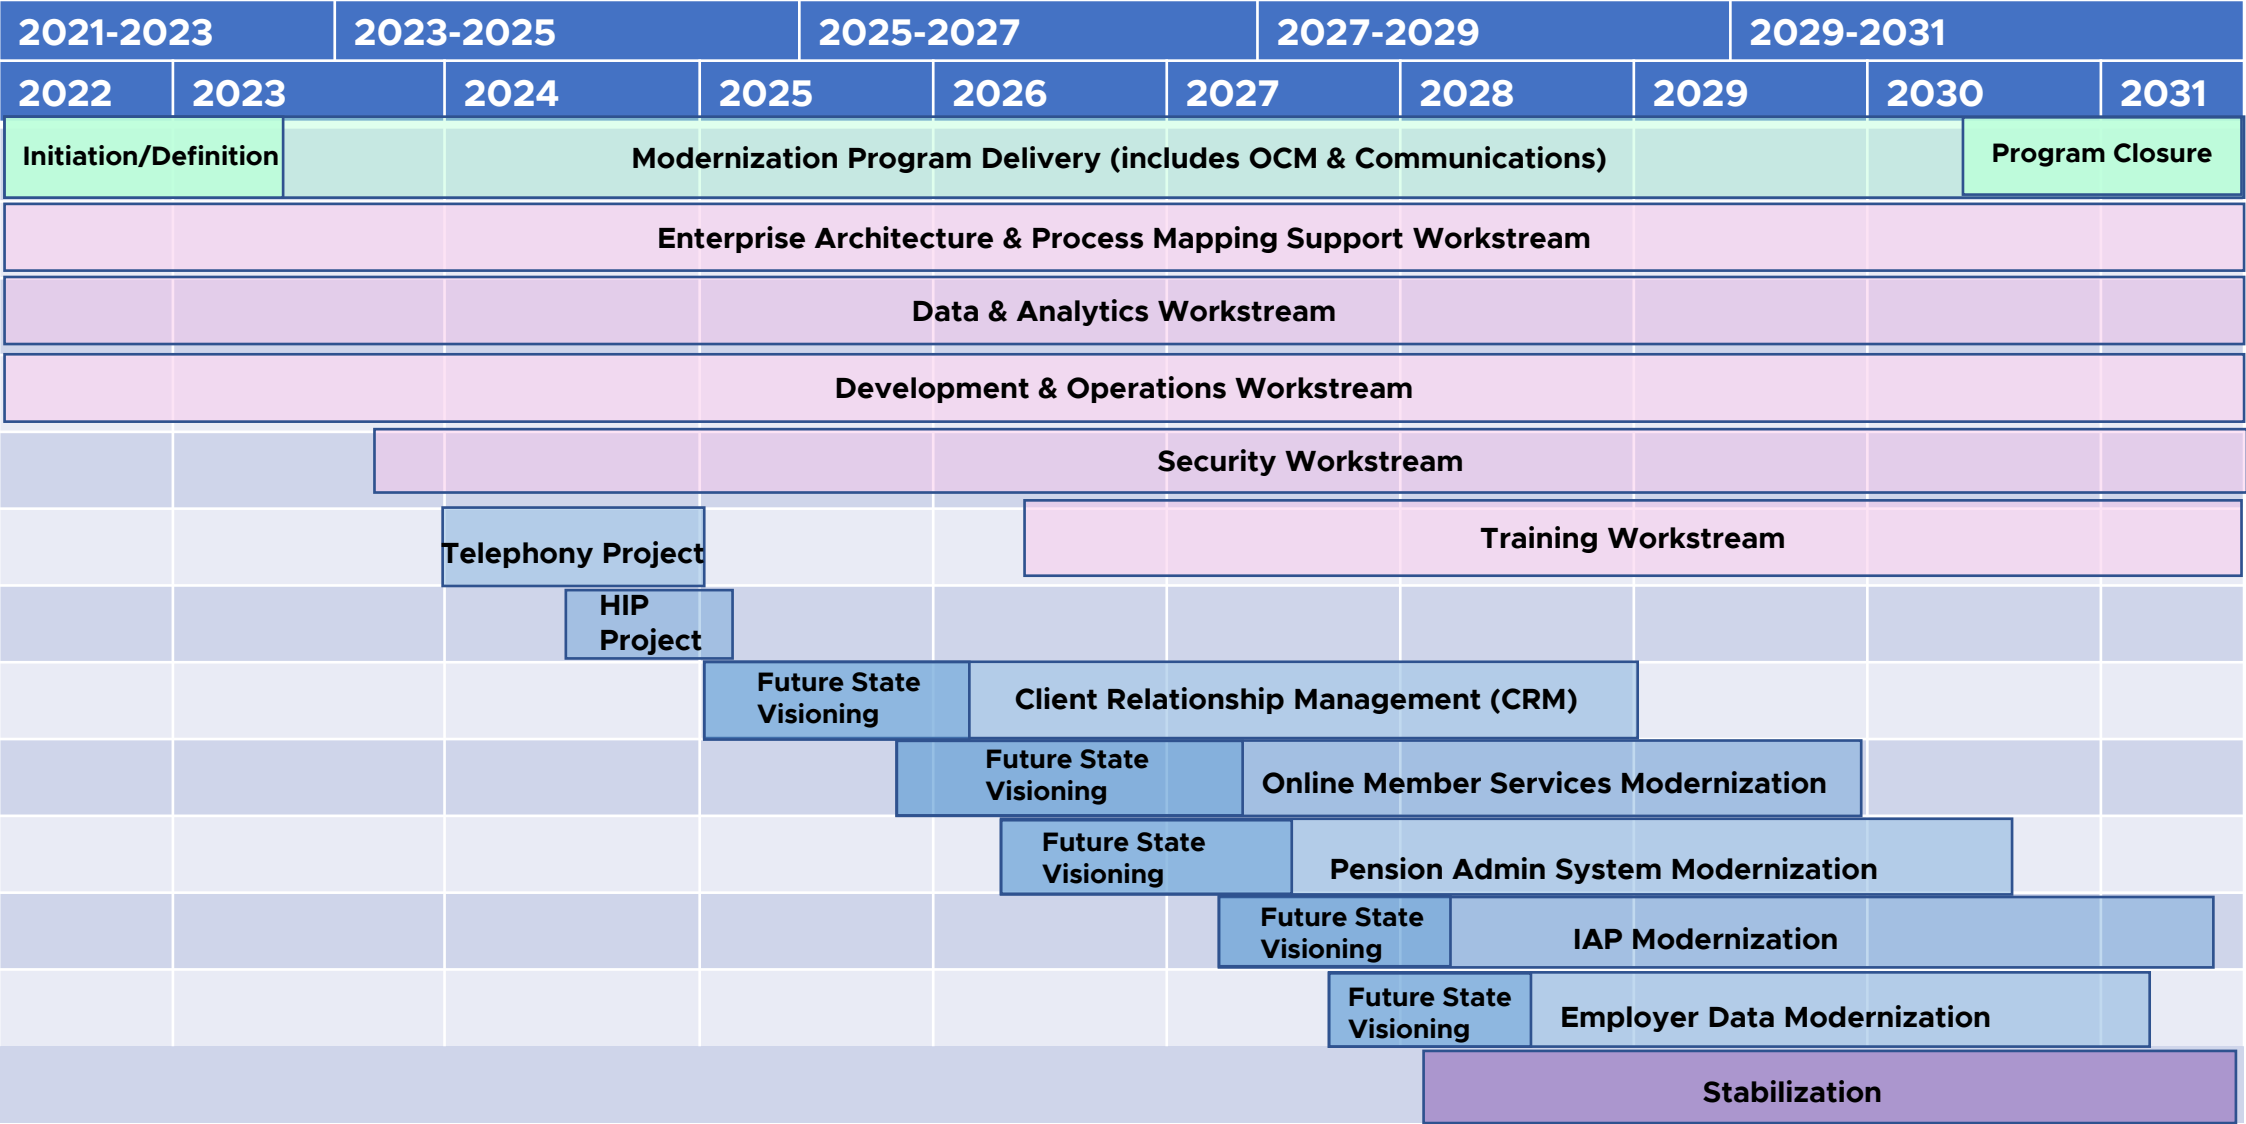 2021-2023
2023-2025
2025-2027
2027-2029
2029-2031
2022
2023
2024
2025
2026
2027
2028
2029
2030
2031
Initiation/Definition
Modernization Program Delivery (includes OCM & Communications)
Program Closure
Enterprise Architecture & Process Mapping Support Workstream
Data & Analytics Workstream
Development & Operations Workstream
Security Workstream
Telephony Project
Training Workstream
HIP
Project
Future State
Visioning
Client Relationship Management (CRM)
Future State
Visioning
Online Member Services Modernization
Future State
Visioning
Pension Admin System Modernization
Future State
Visioning
IAP Modernization
Future State
Visioning
Employer Data Modernization
Stabilization